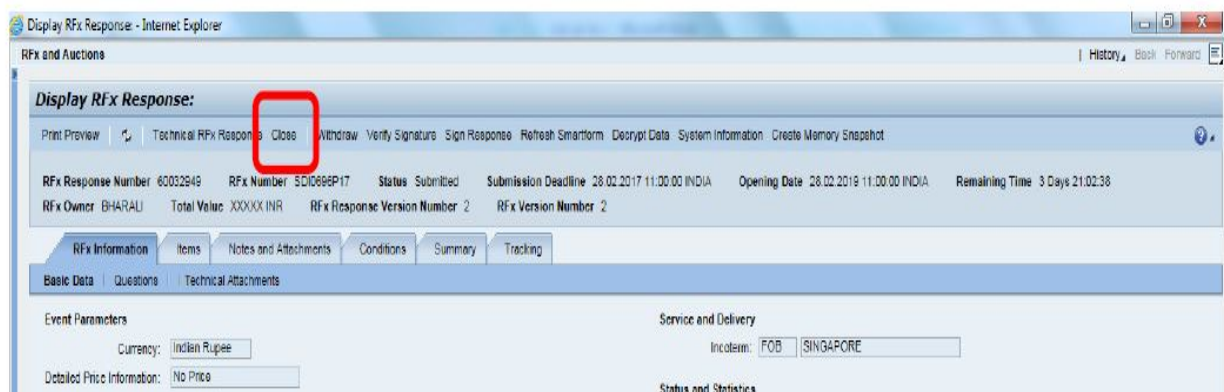 Display RFx Response: - Internet Explorer
RFx and Auctions
History Back Forward
Display RFx Response:
Print Preview Technical RFx Response Close Withdraw Verify Signature Sign Response Refresh Smartform Decrypt Data System Information Create Memory Snapshot
RFx Response Number 60032949 RFx Number SDI0696P17 Status Submitted Submission Deadline 28.02.2017 11:00:00 INDIA Opening Date 28.02.2019 11:00:00 INDIA Remaining Time 3 Days 21:02:38
RFx Owner BHARALI Total Value XXXXX INR RFx Response Version Number 2 RFx Version Number 2
RFx Information Items Notes and Attachments Conditions Summary Tracking
Basic Data Questions Technical Attachments
Event Parameters Service and Delivery
Currency: Indian Rupee Incoterm: FOB SINGAPORE
Detailed Price Information: No Price
Status and Statistics